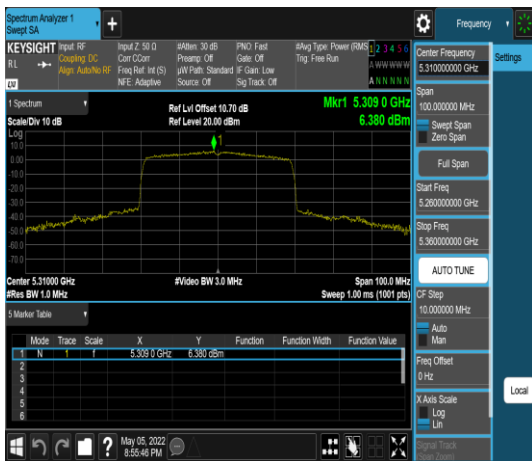 Spectrum Analyzer 1
Swept SA
Frequency
Settings
KEYSIGHT
RL
Input: RF
Coupling: DC
Align: Auto/No RF
Input Z: 50 Ω
Corr CCorr
Freq Ref: Int (S)
NFE: Adaptive
#Atten: 30 dB
Preamp: Off
µW Path: Standard
Source: Off
PNO: Fast
Gate: Off
IF Gain: Low
Sig Track: Off
#Avg Type: Power (RMS
Trig: Free Run
1 2 3 4 5 6
A W W W W W
A N N N N N
1 Spectrum
Scale/Div 10 dB
Ref Lvl Offset 10.70 dB
Ref Level 20.00 dBm
Mkr1 5.309 0 GHz
6.380 dBm
Log
10.0
0.00
-10.0
-20.0
-30.0
-40.0
-50.0
-60.0
-70.0
1
Center 5.31000 GHz
#Res BW 1.0 MHz
#Video BW 3.0 MHz
Span 100.0 MHz
Sweep 1.00 ms (1001 pts)
5 Marker Table
Mode Trace Scale X Y Function Function Width Function Value
1 N 1 f 5.309 0 GHz 6.380 dBm
2
3
4
5
6
May 05, 2022
8:55:46 PM
Center Frequency
5.310000000 GHz
Span
100.000000 MHz
Swept Span
Zero Span
Full Span
Start Freq
5.260000000 GHz
Stop Freq
5.360000000 GHz
AUTO TUNE
CF Step
10.000000 MHz
Auto
Man
Freq Offset
0 Hz
X Axis Scale
Log
Lin
Signal Track
(Span Zoom)
Local